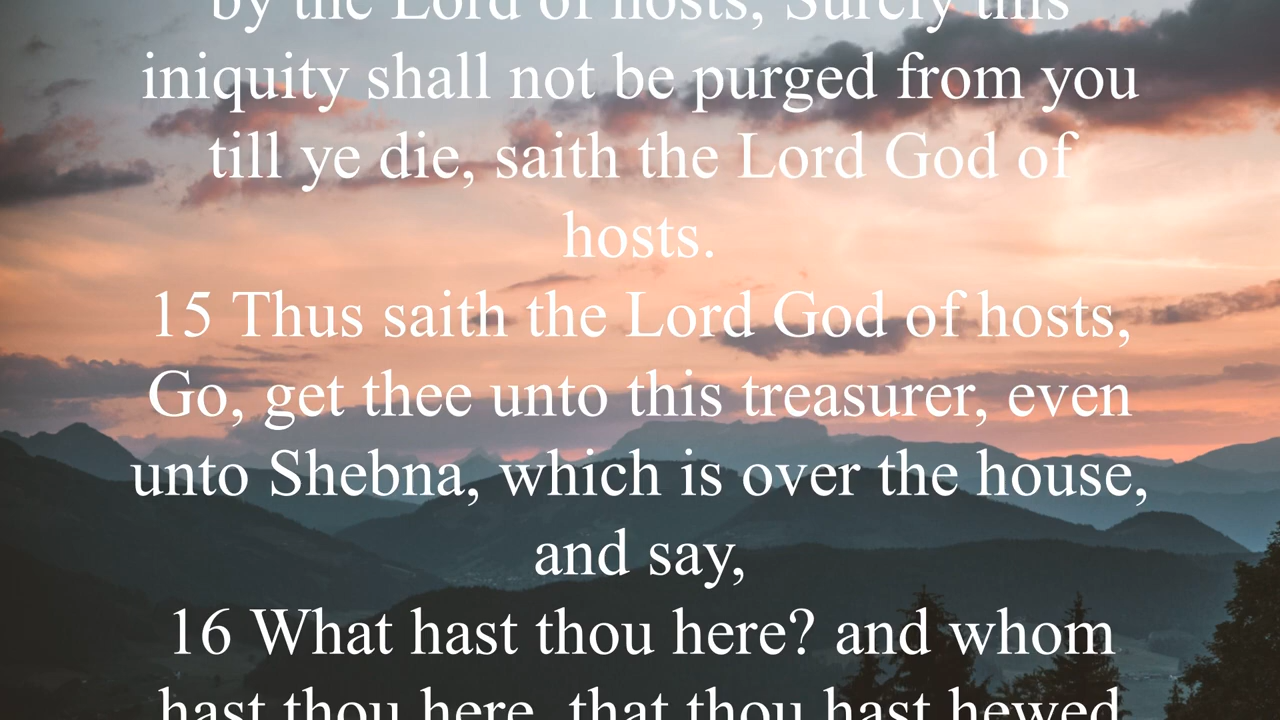 by the Lord of hosts, Surely this
iniquity shall not be purged from you
till ye die, saith the Lord God of
hosts.
15 Thus saith the Lord God of hosts,
Go, get thee unto this treasurer, even
unto Shebna, which is over the house,
and say,
16 What hast thou here? and whom
hast thou here, that thou hast hewed